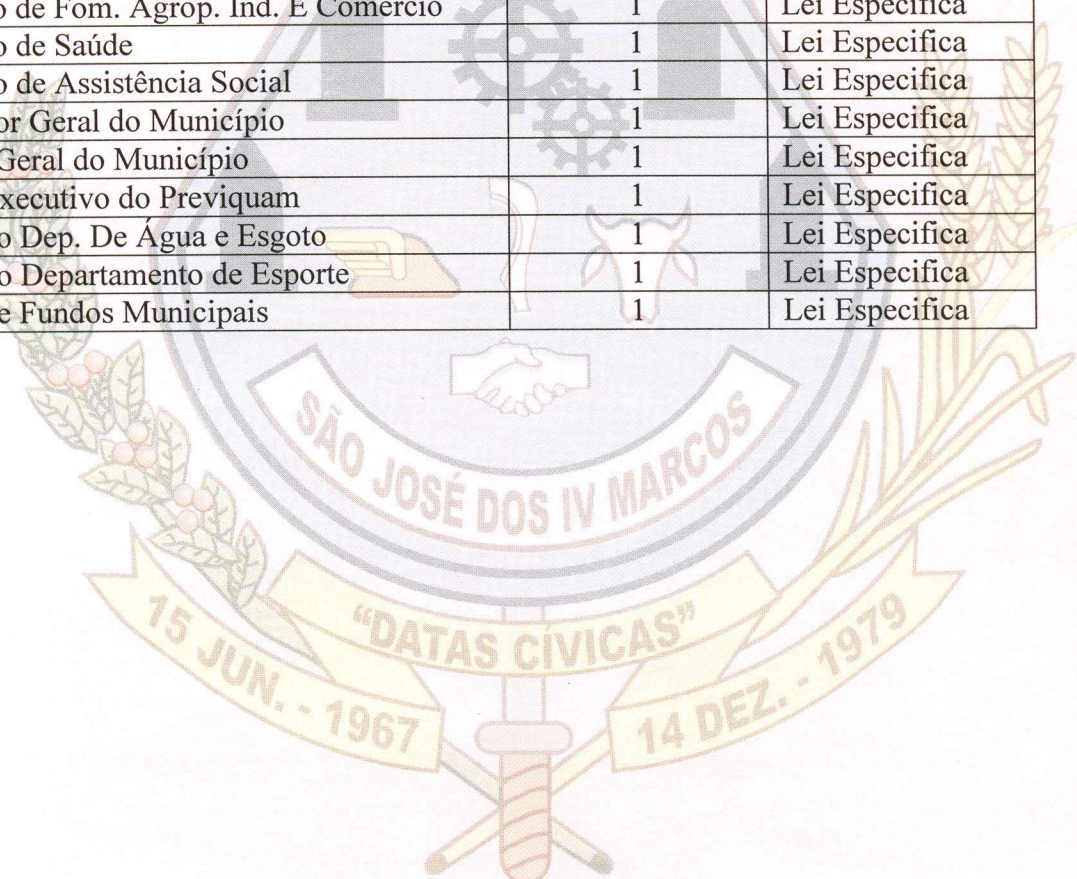 de Fom. Agrop. Ind. E Comercio 1 Lei Especifica
de Saúde 1 Lei Especifica
de Assistência Social 1 Lei Especifica
Geral do Município 1 Lei Especifica
Geral do Município 1 Lei Especifica
do Previquam 1 Lei Especifica
Dep. De Água e Esgoto 1 Lei Especifica
Departamento de Esporte 1 Lei Especifica
Fundos Municipais 1 Lei Especifica
SÃO JOSÉ DOS IV MARCOS
"DATAS CÍVICAS"
15 JUN. - 1967
14 DEZ. - 1979